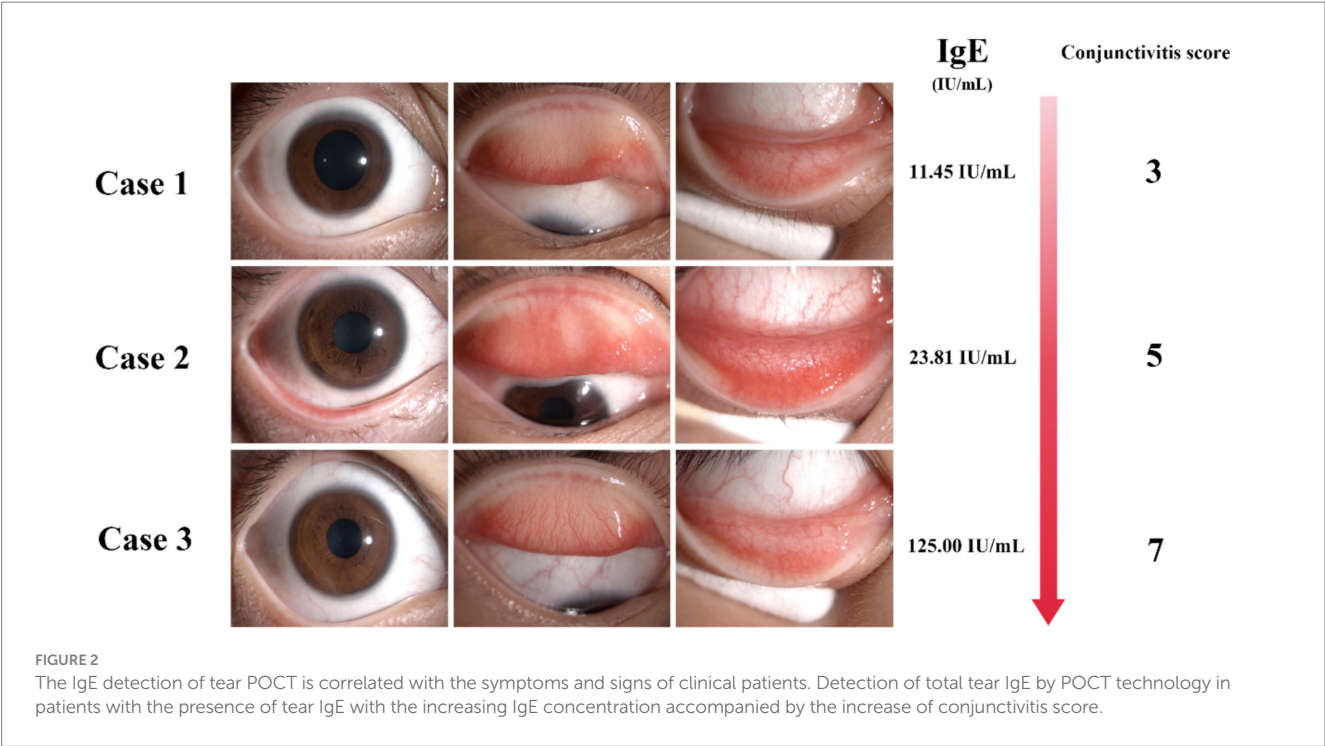 IgE
(IU/mL)
Conjunctivitis score
Case 1
11.45 IU/mL
3
Case 2
23.81 IU/mL
5
Case 3
125.00 IU/mL
7
FIGURE 2
The IgE detection of tear POCT is correlated with the symptoms and signs of clinical patients. Detection of total tear IgE by POCT technology in
patients with the presence of tear IgE with the increasing IgE concentration accompanied by the increase of conjunctivitis score.